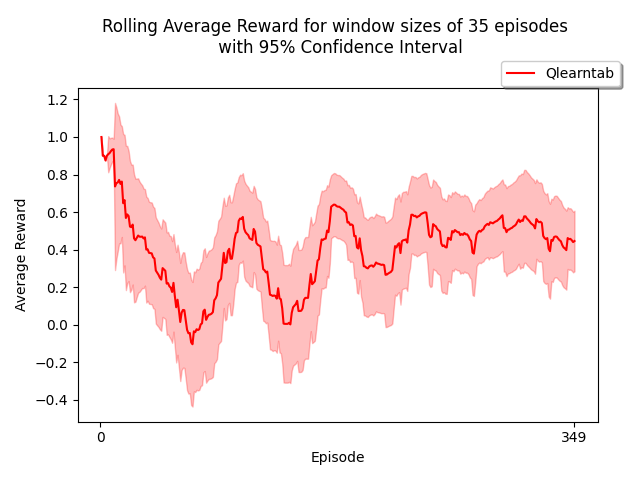 Rolling Average Reward for window sizes of 35 episodes
with 95% Confidence Interval
Qlearntab
1.2
1.0
0.8
0.6
0.4
0.2
0.0
−0.2
−0.4
Average Reward
0
349
Episode